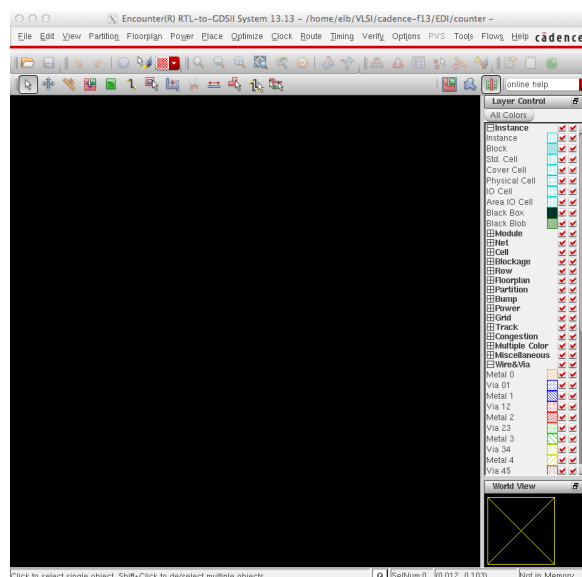 Encounter(R) RTL-to-GDSII System 13.13 - /home/elb/VLSI/cadence-f13/EDI/counter -
File Edit View Partition Floorplan Power Place Optimize Clock Route Timing Verify Options PVS Tools Flows Help cādence
online help
Layer Control
All Colors
Instance
Instance
Block
Std. Cell
Cover Cell
Physical Cell
IO Cell
Area IO Cell
Black Box
Black Blob
Module
Net
Cell
Blockage
Row
Floorplan
Partition
Bump
Power
Grid
Track
Congestion
Multiple Color
Miscellaneous
Wire&Via
Metal 0
Via 01
Metal 1
Via 12
Metal 2
Via 23
Metal 3
Via 34
Metal 4
Via 45
World View
Click to select single object. Shift+Click to de/select multiple objects. Q SelNum:0 (0.012, 0.103) Not in Memory